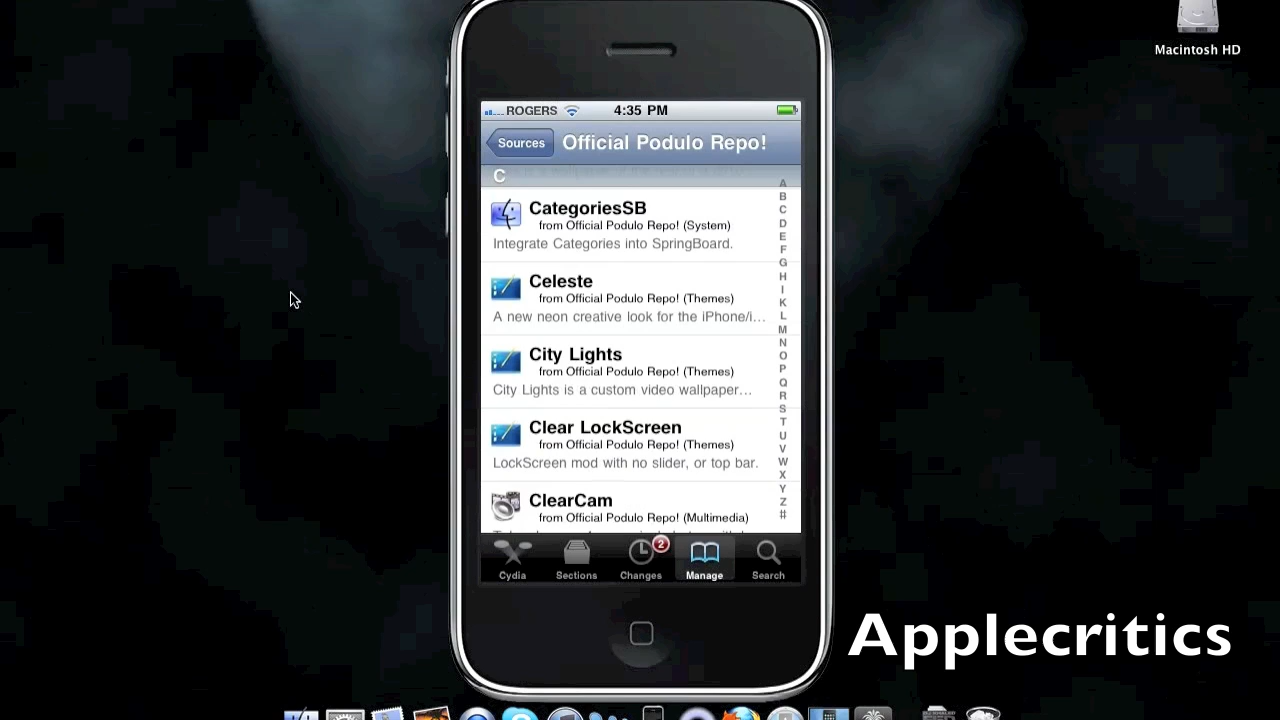 Macintosh HD
ROGERS 4:35 PM
Sources Official Podulo Repo!
C
CategoriesSB
from Official Podulo Repo! (System)
Integrate Categories into SpringBoard.
Celeste
from Official Podulo Repo! (Themes)
A new neon creative look for the iPhone/i...
City Lights
from Official Podulo Repo! (Themes)
City Lights is a custom video wallpaper...
Clear LockScreen
from Official Podulo Repo! (Themes)
LockScreen mod with no slider, or top bar.
ClearCam
from Official Podulo Repo! (Multimedia)
A
B
C
D
E
F
G
H
I
K
L
M
N
O
P
Q
R
S
T
U
V
W
X
Y
Z
#
2
Cydia Sections Changes Manage Search
Applecritics